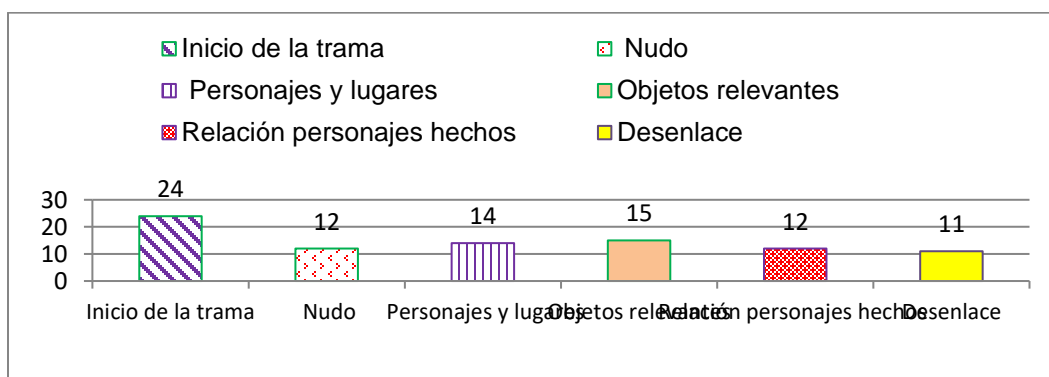 Inicio de la trama Nudo
Personajes y lugares Objetos relevantes
Relación personajes hechos Desenlace
24 12 14 15 12 11
30
20
10
0
Inicio de la trama Nudo Personajes y lugares Objetos relevantes Relación personajes hechos Desenlace